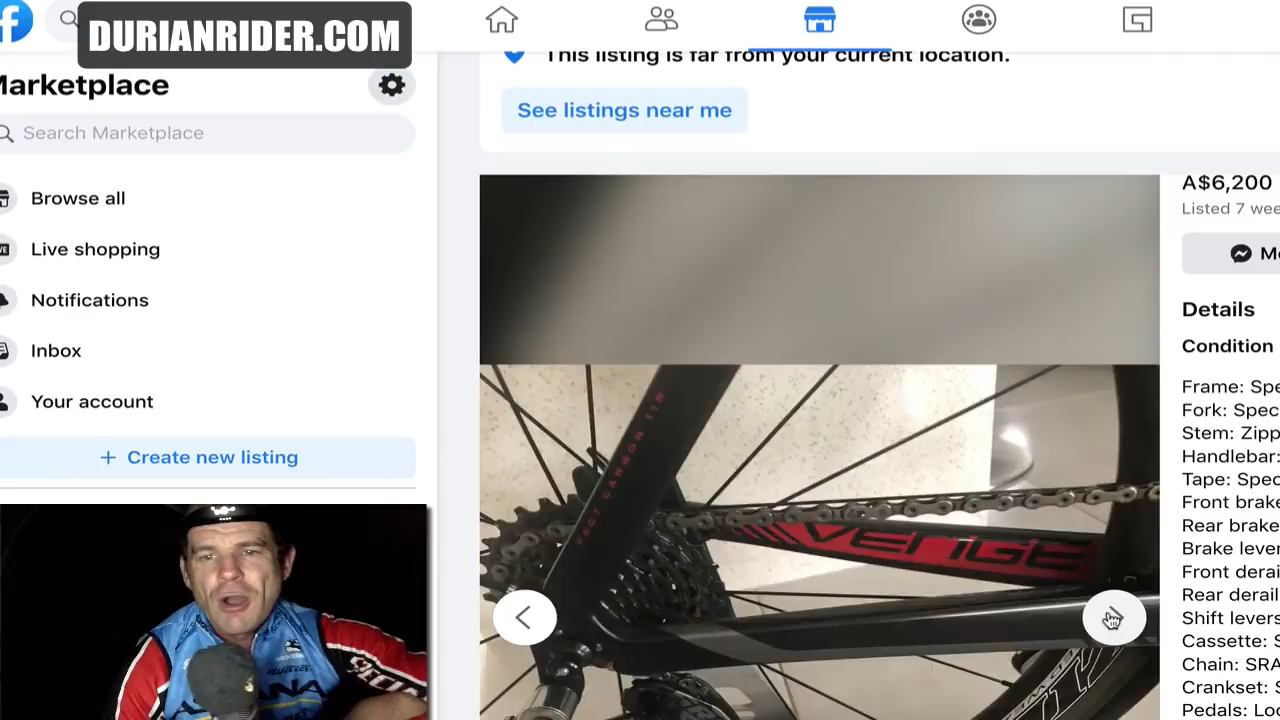 DURIANRIDER.COM
Marketplace
This listing is far from your current location.
See listings near me
Search Marketplace
Browse all
Live shopping
Notifications
Inbox
Your account
+ Create new listing
A$6,200
Listed 7 wee
Details
Condition
Frame: Spe
Fork: Spec
Stem: Zipp
Handlebar:
Tape: Spec
Front brake
Rear brake
Brake lever
Front derai
Rear derail
Shift levers
Cassette: S
Chain: SRA
Crankset: S
Pedals: Loo
FACT CARBON 11R
VENGE